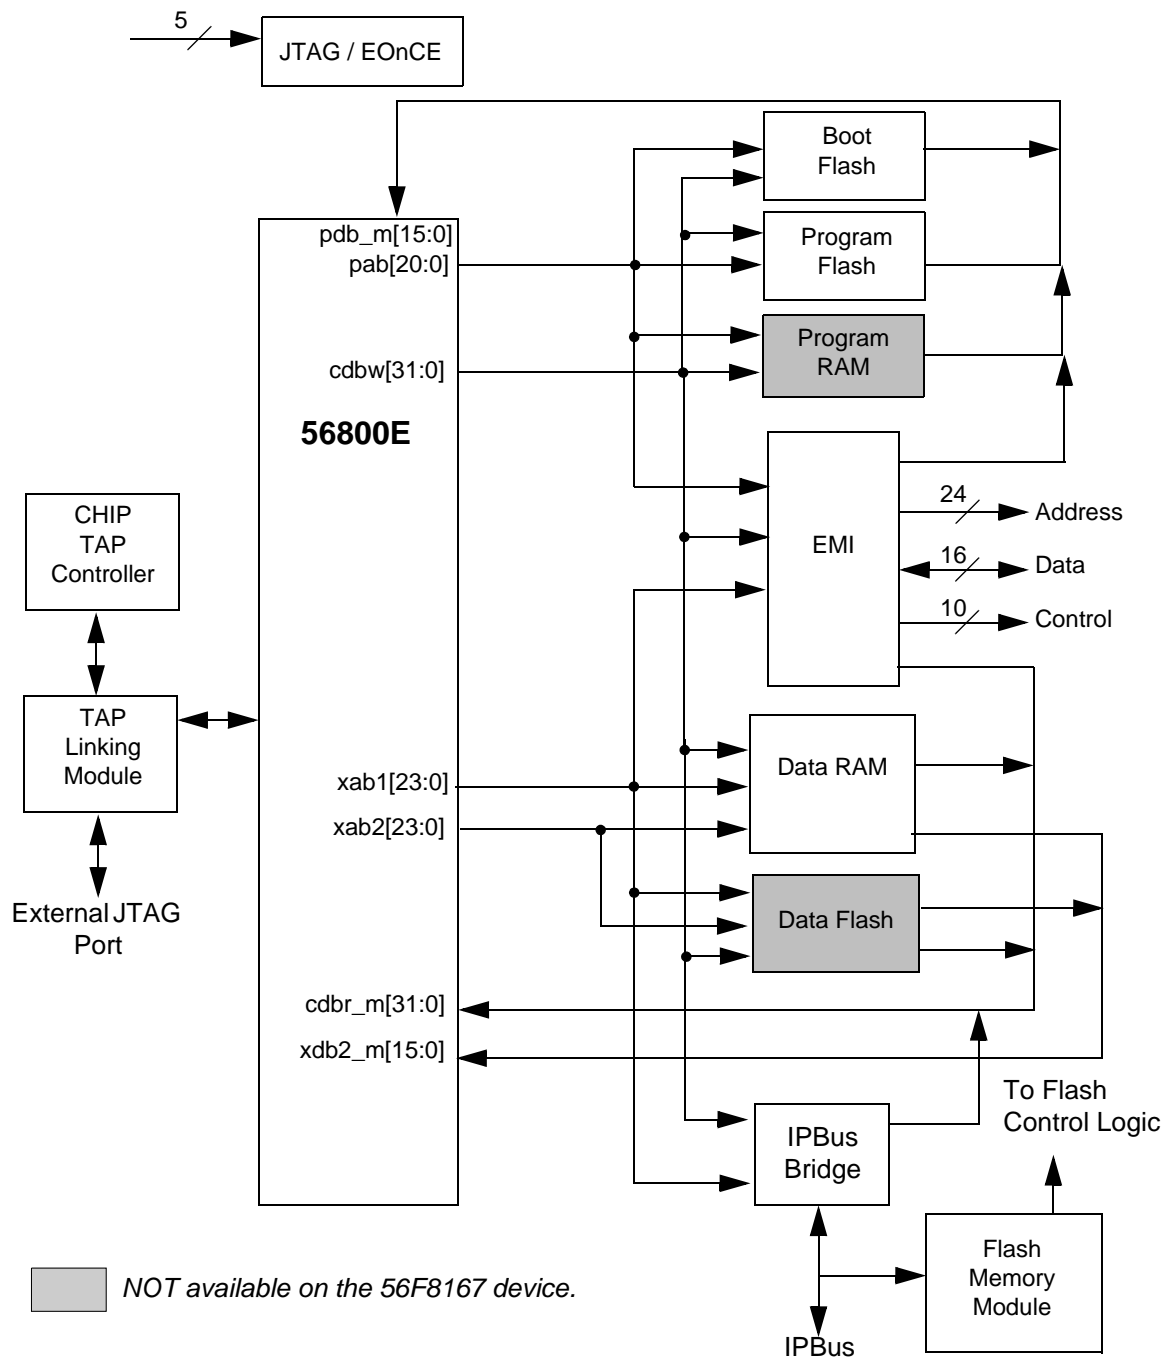 5
JTAG / EOnCE
Boot
Flash
pdb_m[15:0]
pab[20:0]
Program
Flash
cdbw[31:0]
Program
RAM
56800E
CHIP
TAP
Controller
EMI
24
Address
16
Data
10
Control
TAP
Linking
Module
xab1[23:0]
xab2[23:0]
Data RAM
External JTAG
Port
Data Flash
cdbr_m[31:0]
xdb2_m[15:0]
To Flash
Control Logic
IPBus
Bridge
Flash
Memory
Module
NOT available on the 56F8167 device.
IPBus